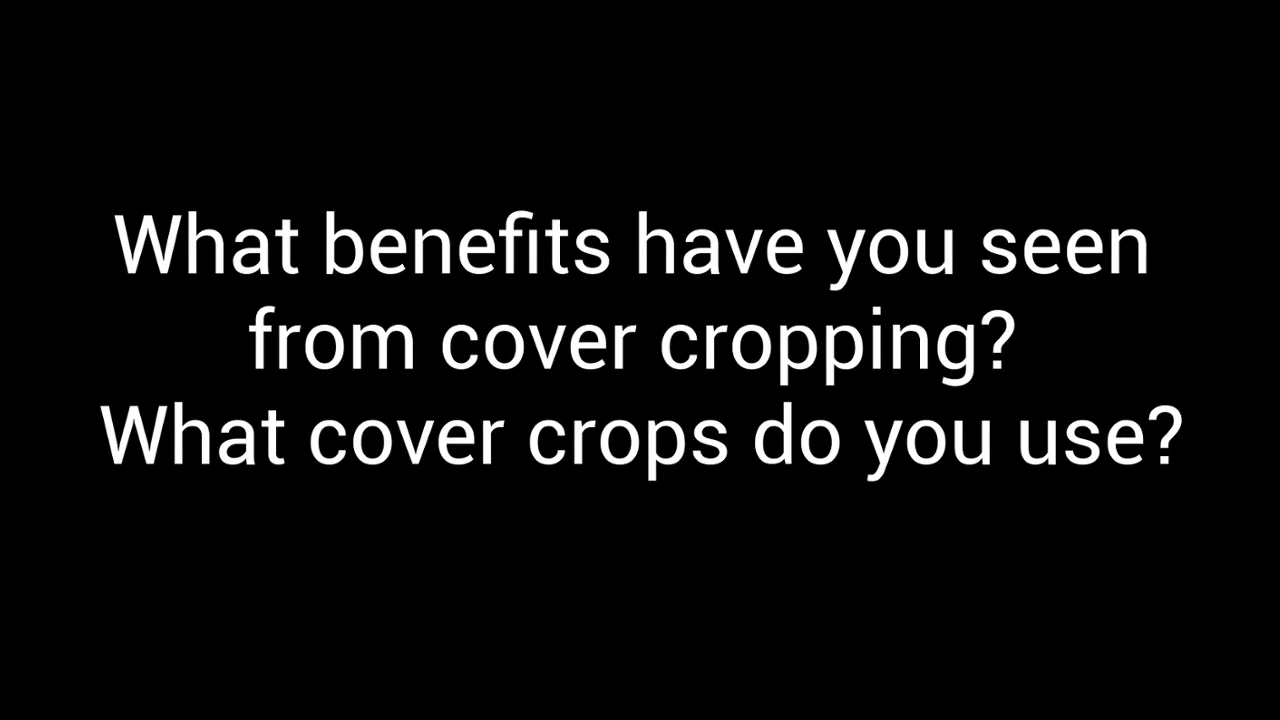 What benefits have you seen
from cover cropping?
What cover crops do you use?